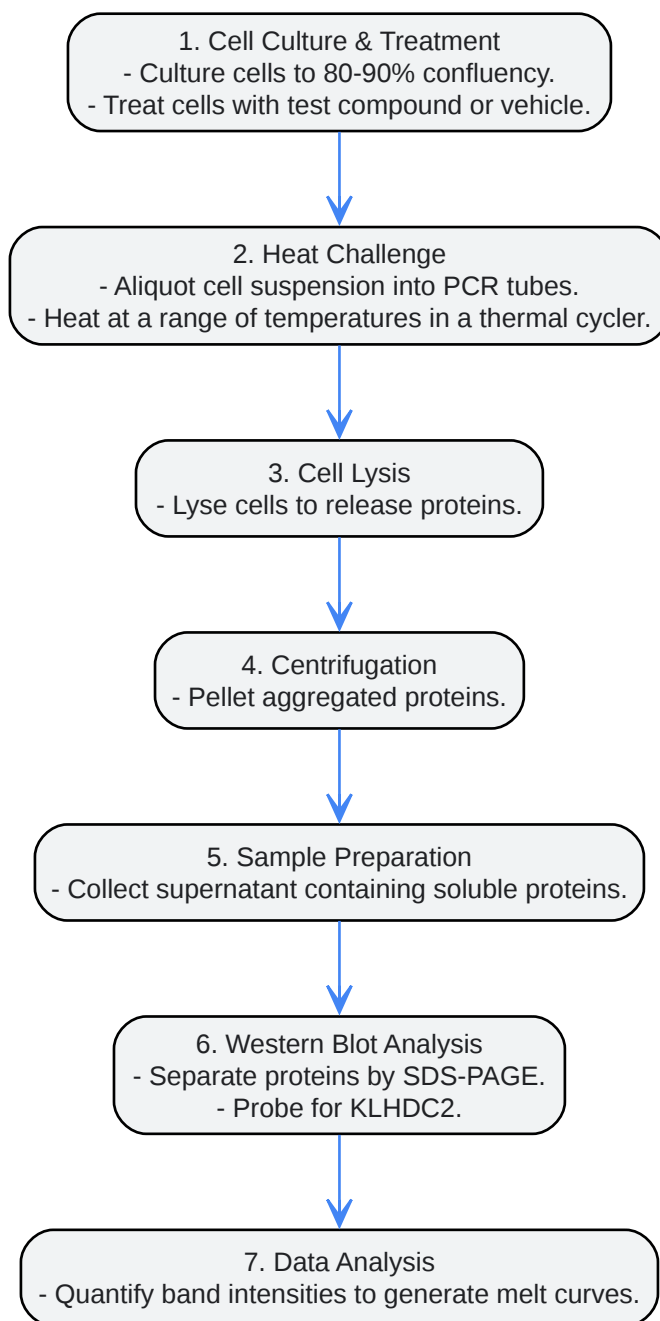 1. Cell Culture & Treatment
- Culture cells to 80-90% confluency.
- Treat cells with test compound or vehicle.
2. Heat Challenge
- Aliquot cell suspension into PCR tubes.
- Heat at a range of temperatures in a thermal cycler.
3. Cell Lysis
- Lyse cells to release proteins.
4. Centrifugation
- Pellet aggregated proteins.
5. Sample Preparation
- Collect supernatant containing soluble proteins.
6. Western Blot Analysis
- Separate proteins by SDS-PAGE.
- Probe for KLHDC2.
7. Data Analysis
- Quantify band intensities to generate melt curves.